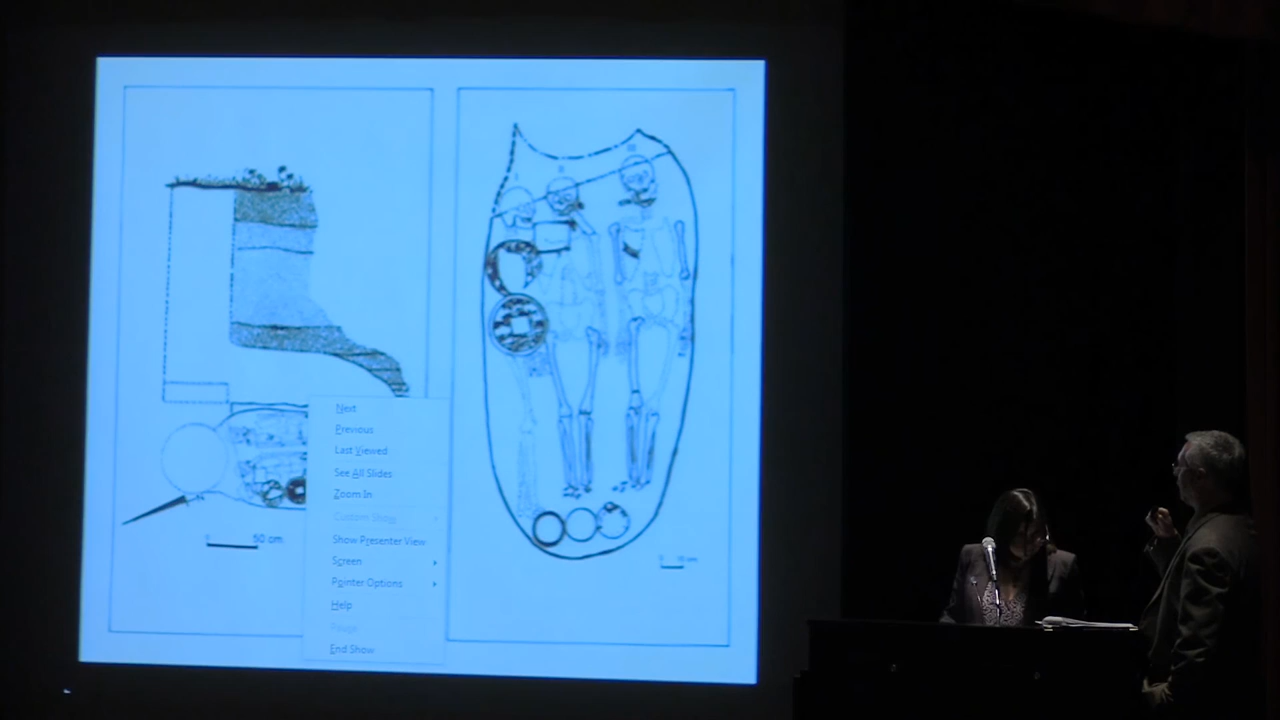 50 cm
Next
Previous
Last Viewed
See All Slides
Zoom In
Custom Show
Show Presenter View
Screen
Pointer Options
Help
Pause
End Show